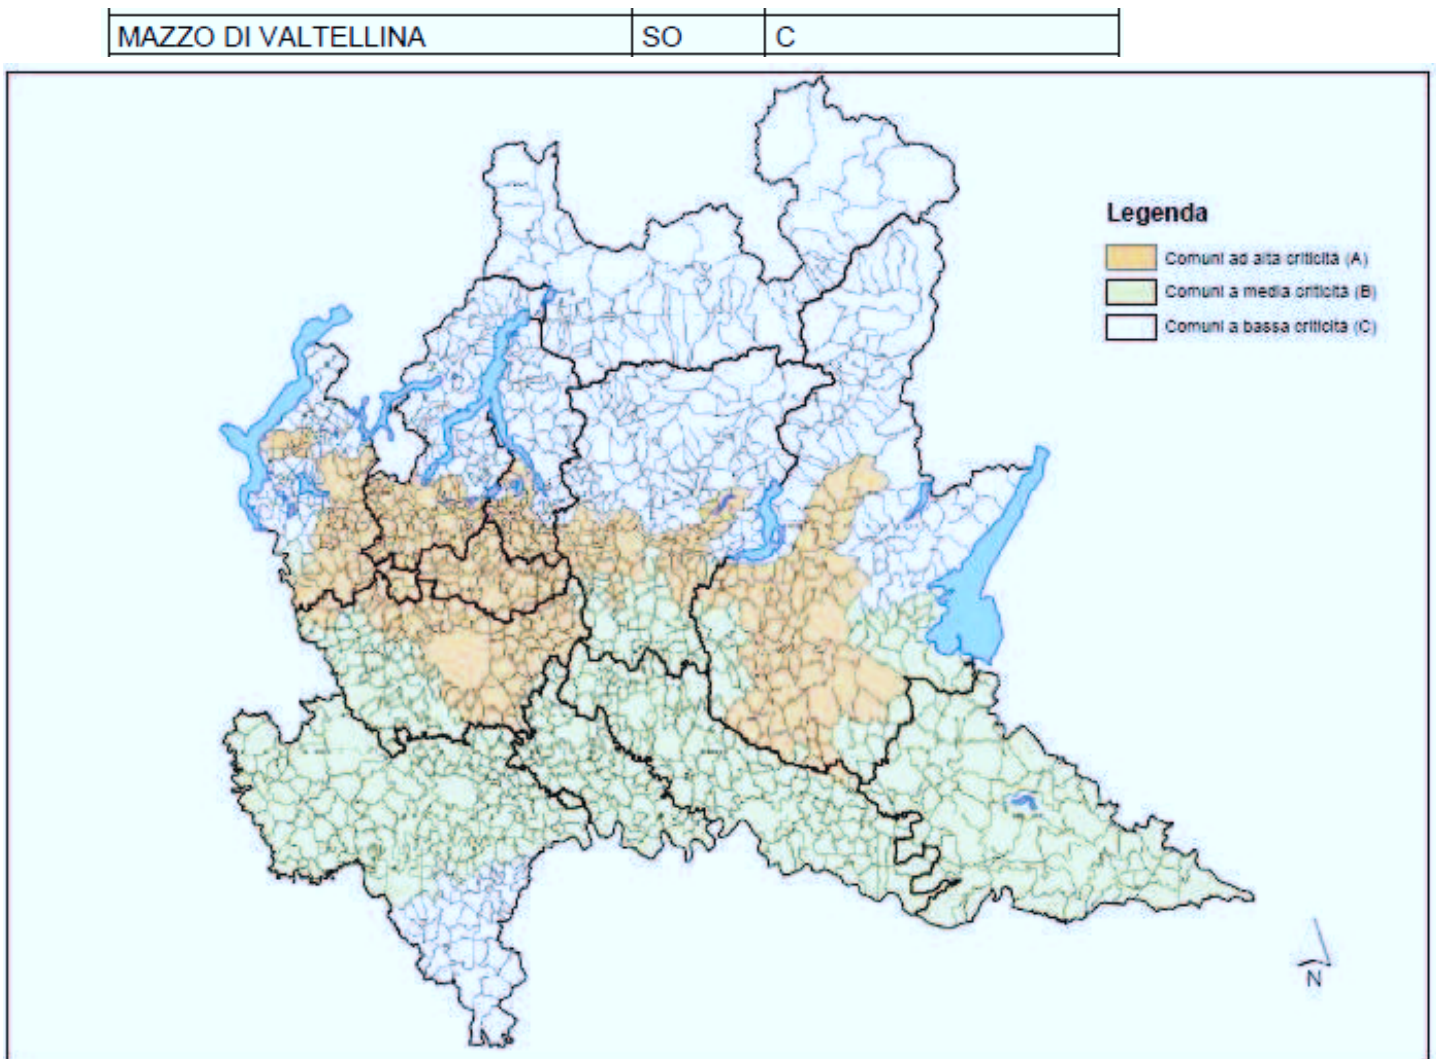 MAZZO DI VALTELLINA SO C
Legenda
Comuni ad alta criticità (A)
Comuni a media criticità (B)
Comuni a bassa criticità (C)
N